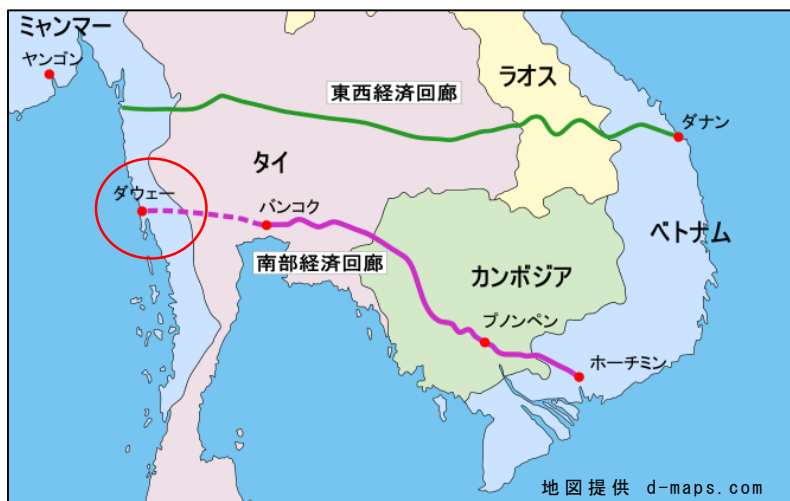 ミャンマー
ヤンゴン
ラオス
東西経済回廊
ダナン
タイ
ダウェー
バンコク
ベトナム
南部経済回廊
カンボジア
プノンペン
ホーチミン
地図提供 d-maps.com